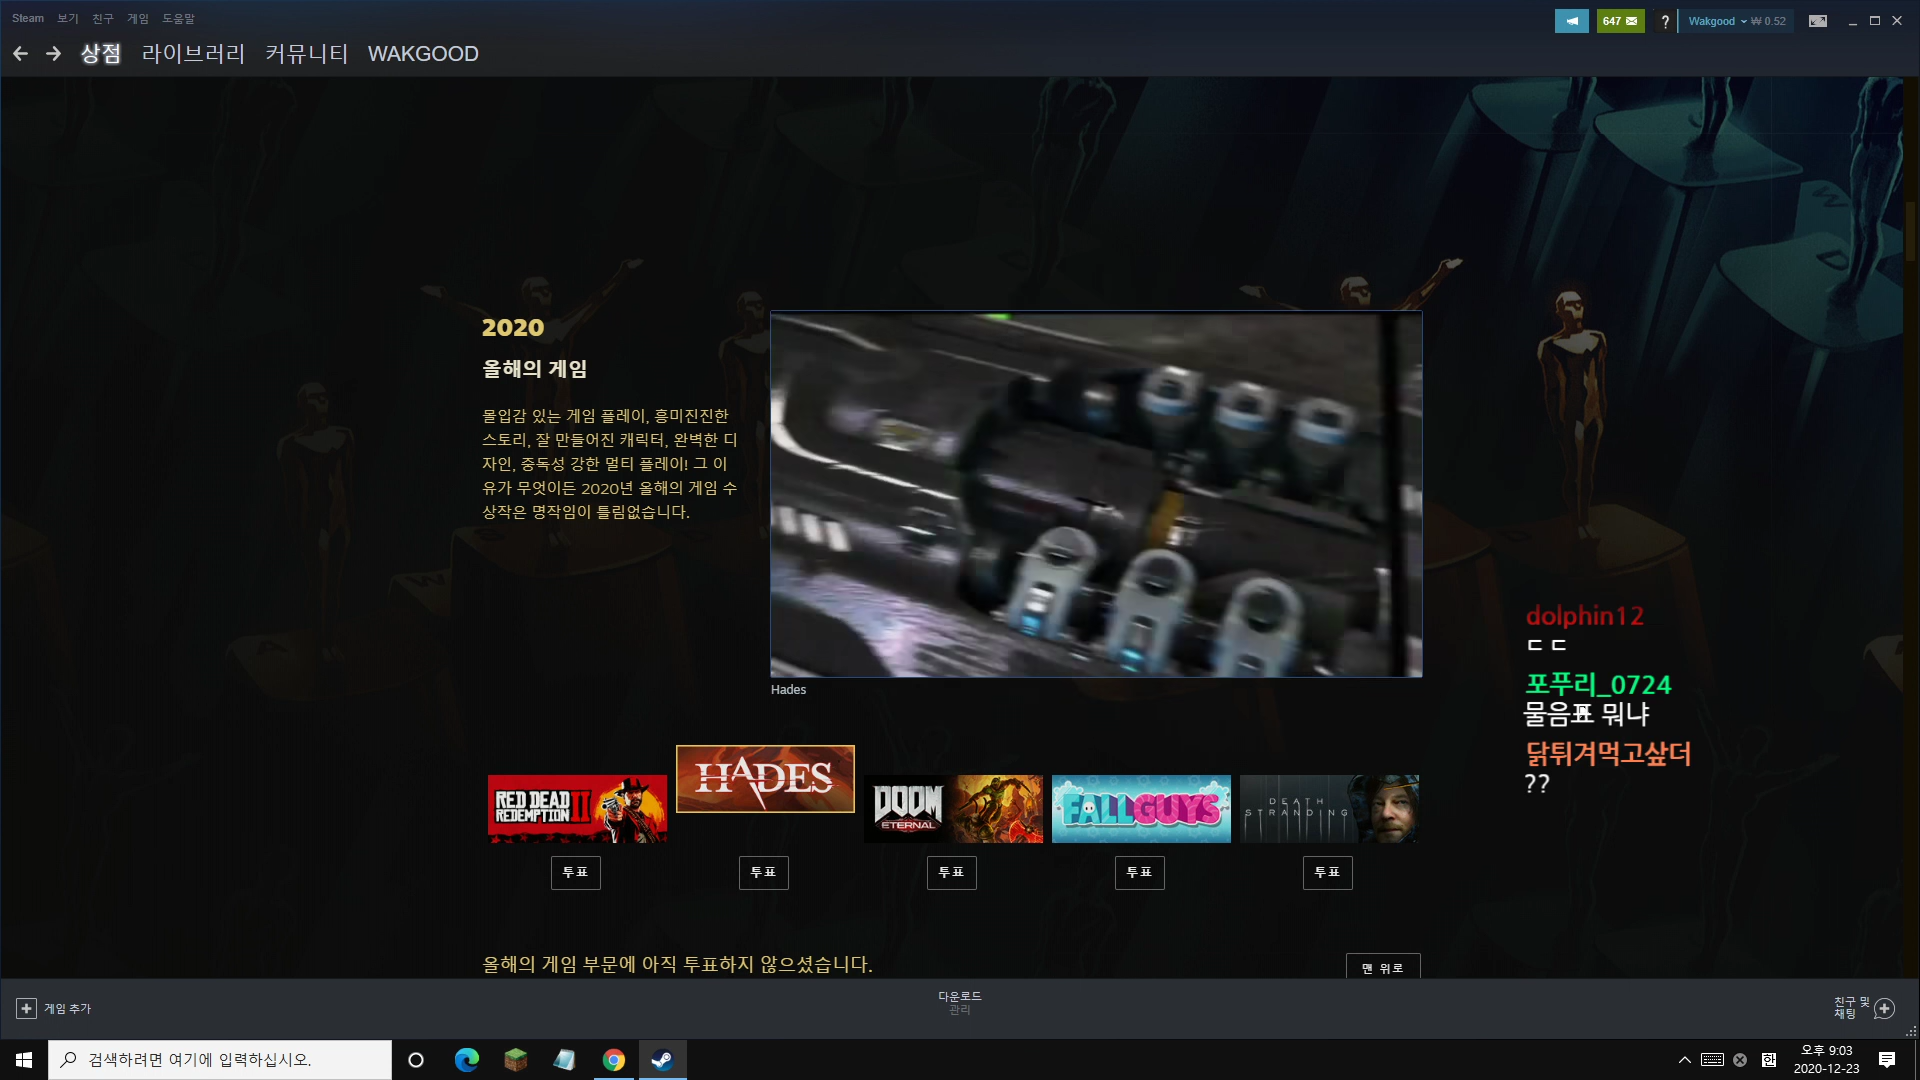 Steam 보기 친구 게임 도움말
647
?
Wakgood ₩ 0.52
상점 라이브러리 커뮤니티 WAKGOOD
2020
올해의 게임
몰입감 있는 게임 플레이, 흥미진진한
스토리, 잘 만들어진 캐릭터, 완벽한 디
자인, 중독성 강한 멀티 플레이! 그 이
유가 무엇이든 2020년 올해의 게임 수
상작은 명작임이 틀림없습니다.
Hades
dolphin12
ㄷㄷ
포푸리_0724
물음표 뭐냐
닭튀겨먹고싶더
??
RED DEAD
REDEMPTION II
HADES
DOOM
ETERNAL
FALL GUYS
DEATH
STRANDING
투표 투표 투표 투표 투표
올해의 게임 부문에 아직 투표하지 않으셨습니다.
맨 위로
게임 추가
다운로드
관리
친구 및
채팅
검색하려면 여기에 입력하십시오.
한
오후 9:03
2020-12-23